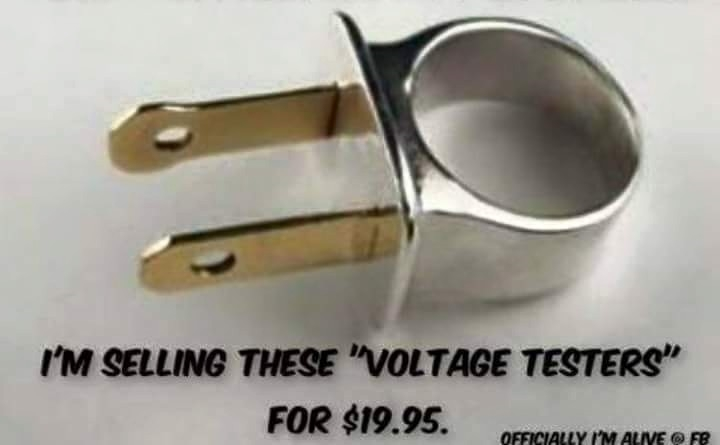 I'M SELLING THESE "VOLTAGE TESTERS"
FOR $19.95.
OFFICIALLY I'M ALIVE @ FB